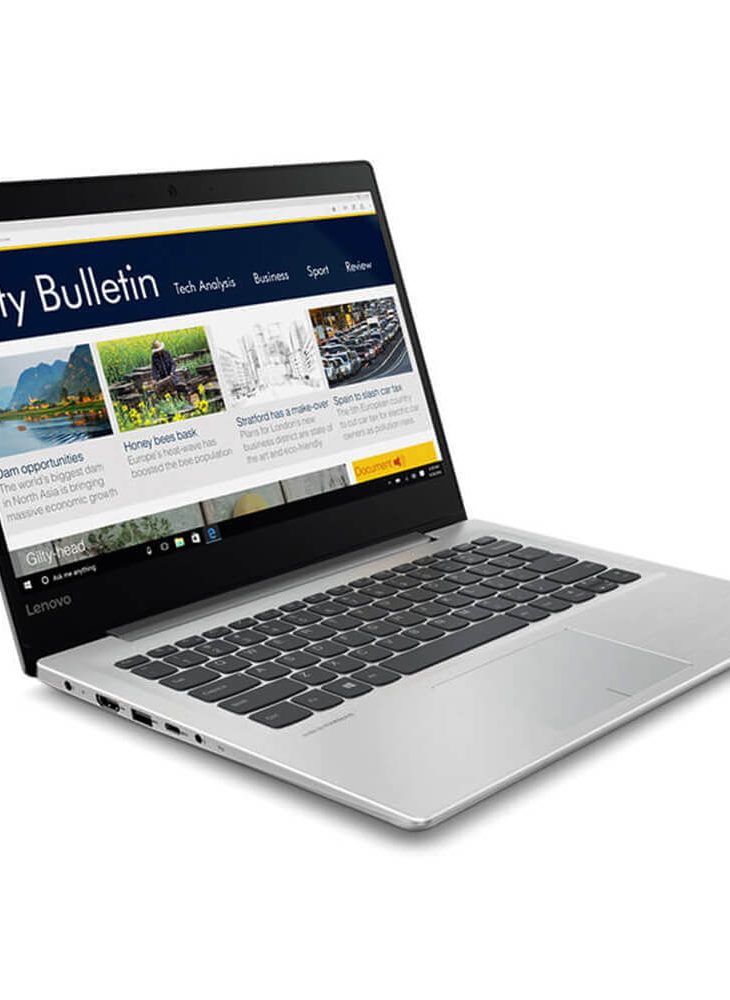 ty Bulletin
Tech Analysis
Business
Sport
Review
Dam opportunities
The world's biggest dam
in North Asia is bringing
massive economic growth
Honey bees bask
Europe's heat-wave has
boosted the bee population
Stratford has a make-over
Plans for London's new
business district are state of
the art and eco-friendly
Spain to slash car tax
The 5th European country
to cut tax for electric car
owners as pollution rises
Document
Gilty-head
Ask me anything
Lenovo